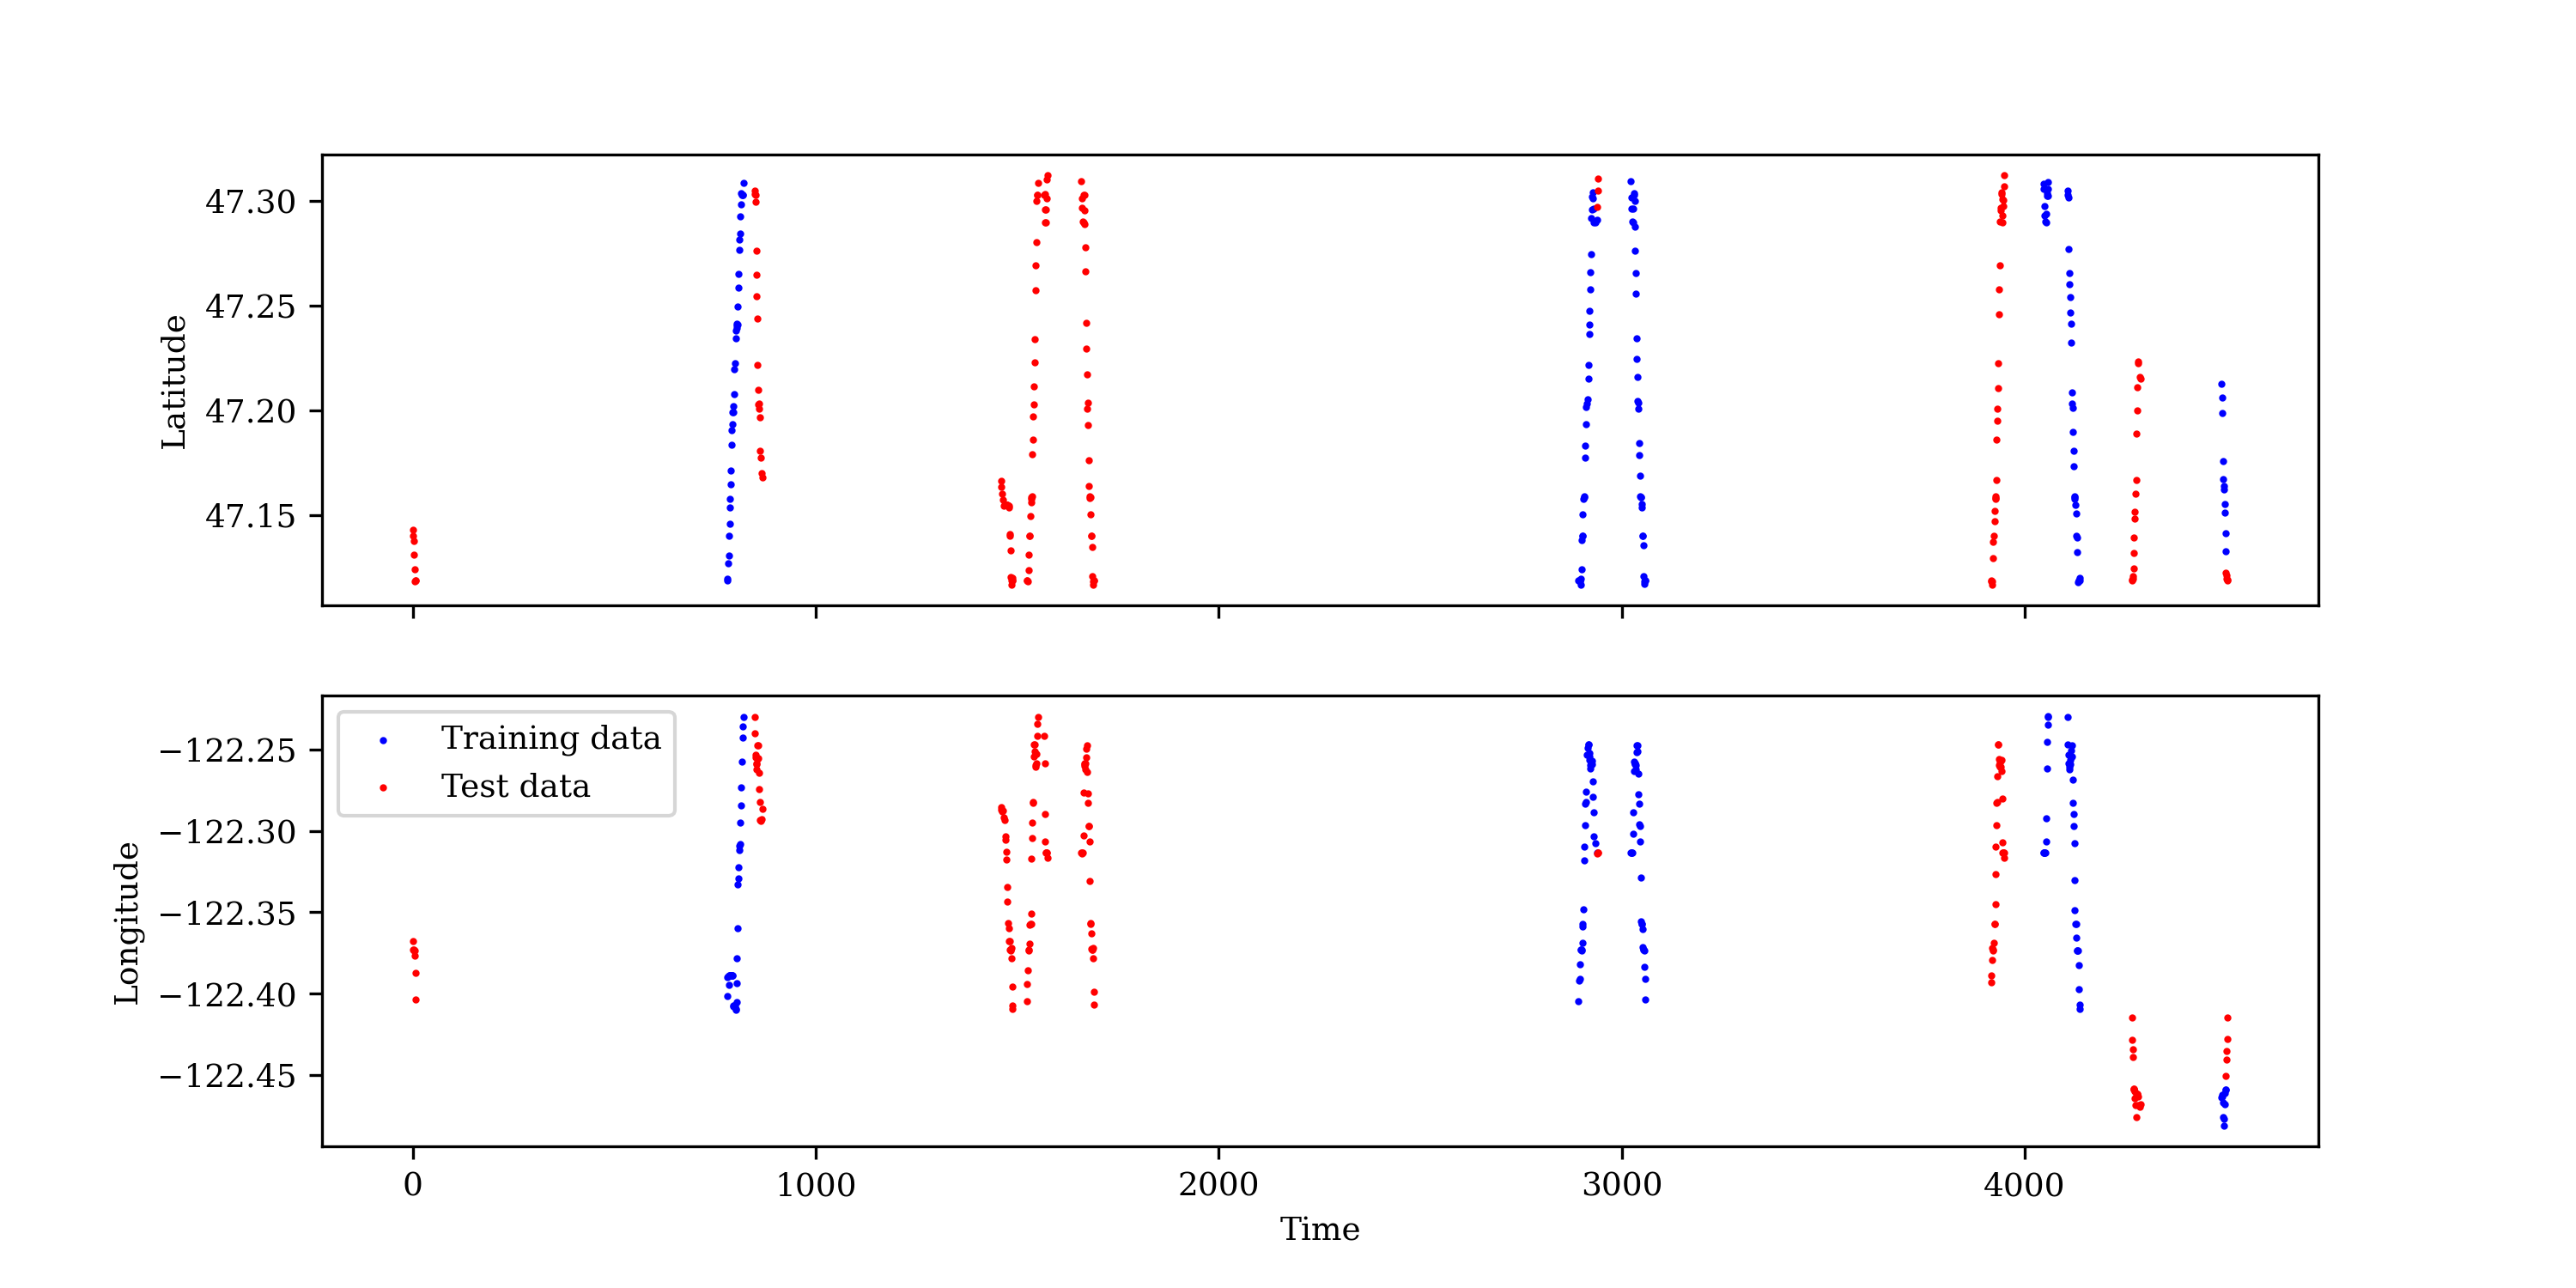 47.30
47.25
47.20
47.15
Latitude
Training data
Test data
−122.25
−122.30
−122.35
−122.40
−122.45
Longitude
0 1000 2000 3000 4000
Time